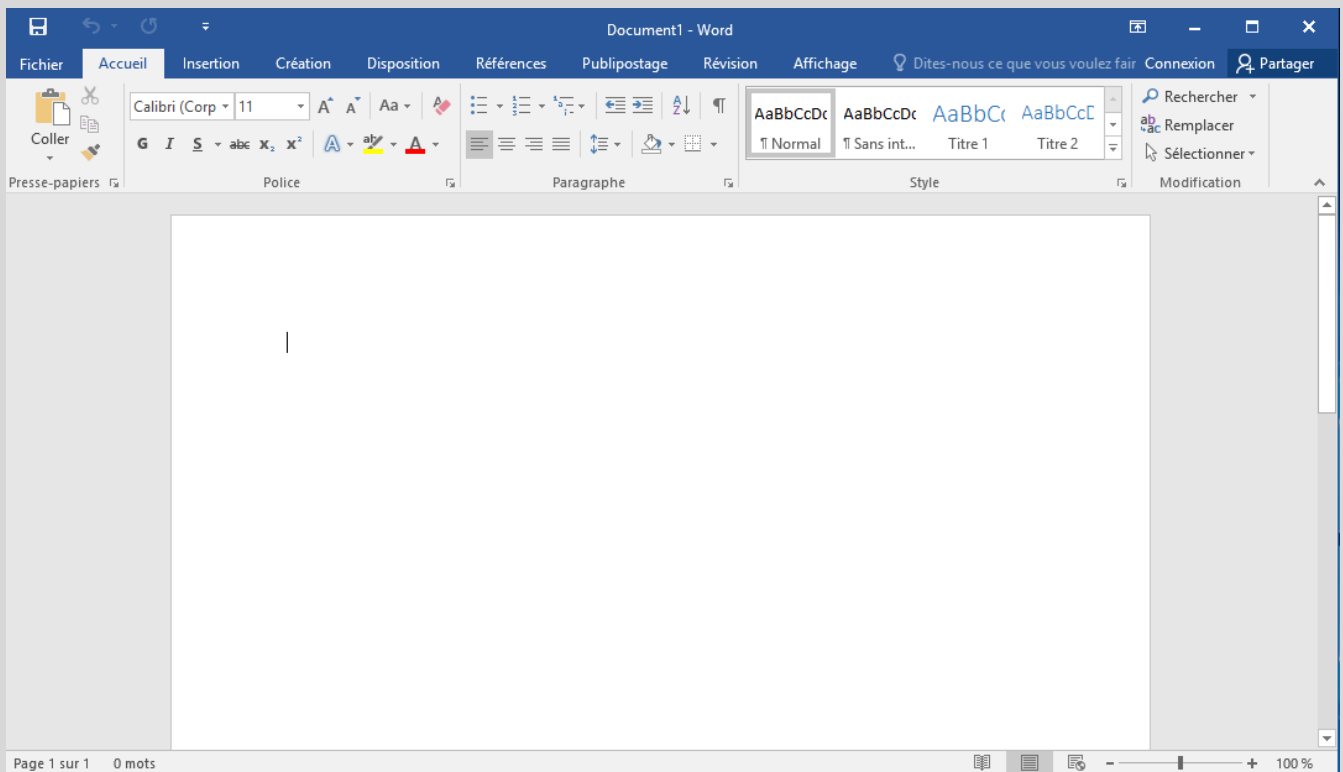 Document1 - Word
Fichier Accueil Insertion Création Disposition Références Publipostage Révision Affichage Dites-nous ce que vous voulez fair Connexion Partager
Calibri (Corp 11 A A Aa AaBbCcDc AaBbCcDc AaBbCc AaBbCcD Rechercher
Coller G I S abc x₂ x² A aby A ¶ Normal ¶ Sans int... Titre 1 Titre 2 Remplacer
Sélectionner
Presse-papiers Police Paragraphe Style Modification
Page 1 sur 1 0 mots 100 %